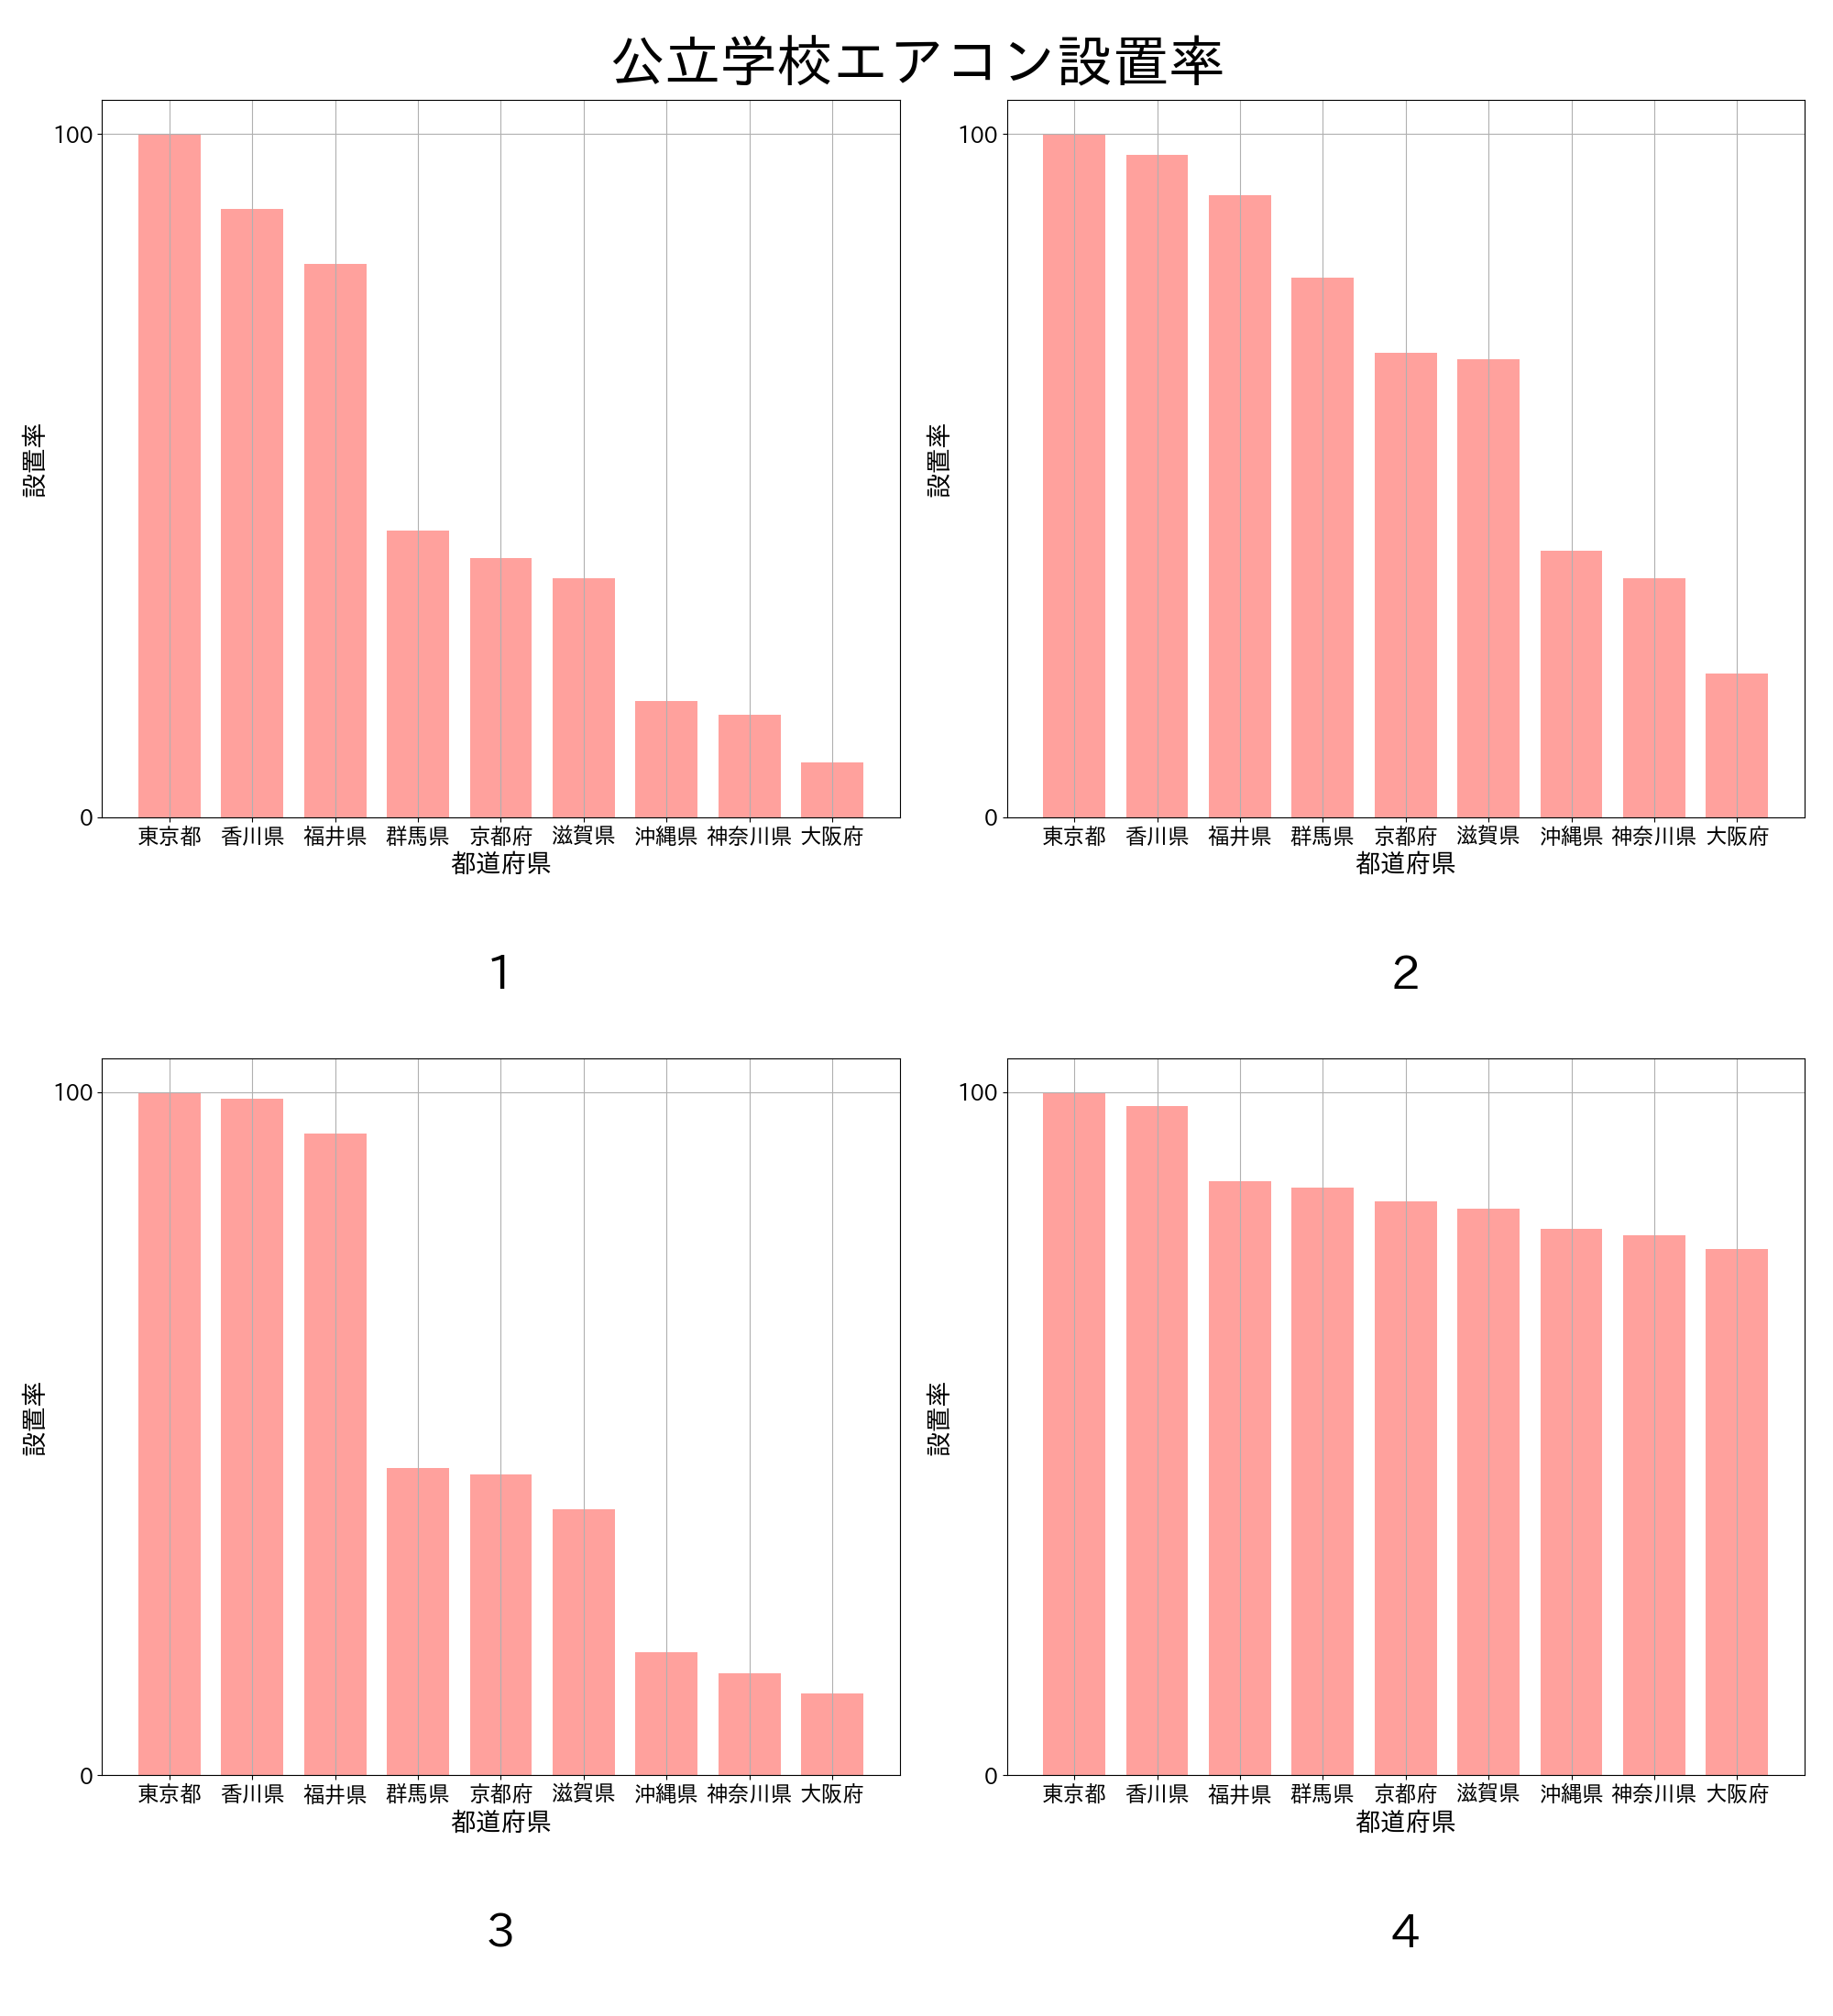 公立学校エアコン設置率
100
設置率
0
東京都 香川県 福井県 群馬県 京都府 滋賀県 沖縄県 神奈川県 大阪府
都道府県
1
100
設置率
0
東京都 香川県 福井県 群馬県 京都府 滋賀県 沖縄県 神奈川県 大阪府
都道府県
2
100
設置率
0
東京都 香川県 福井県 群馬県 京都府 滋賀県 沖縄県 神奈川県 大阪府
都道府県
3
100
設置率
0
東京都 香川県 福井県 群馬県 京都府 滋賀県 沖縄県 神奈川県 大阪府
都道府県
4